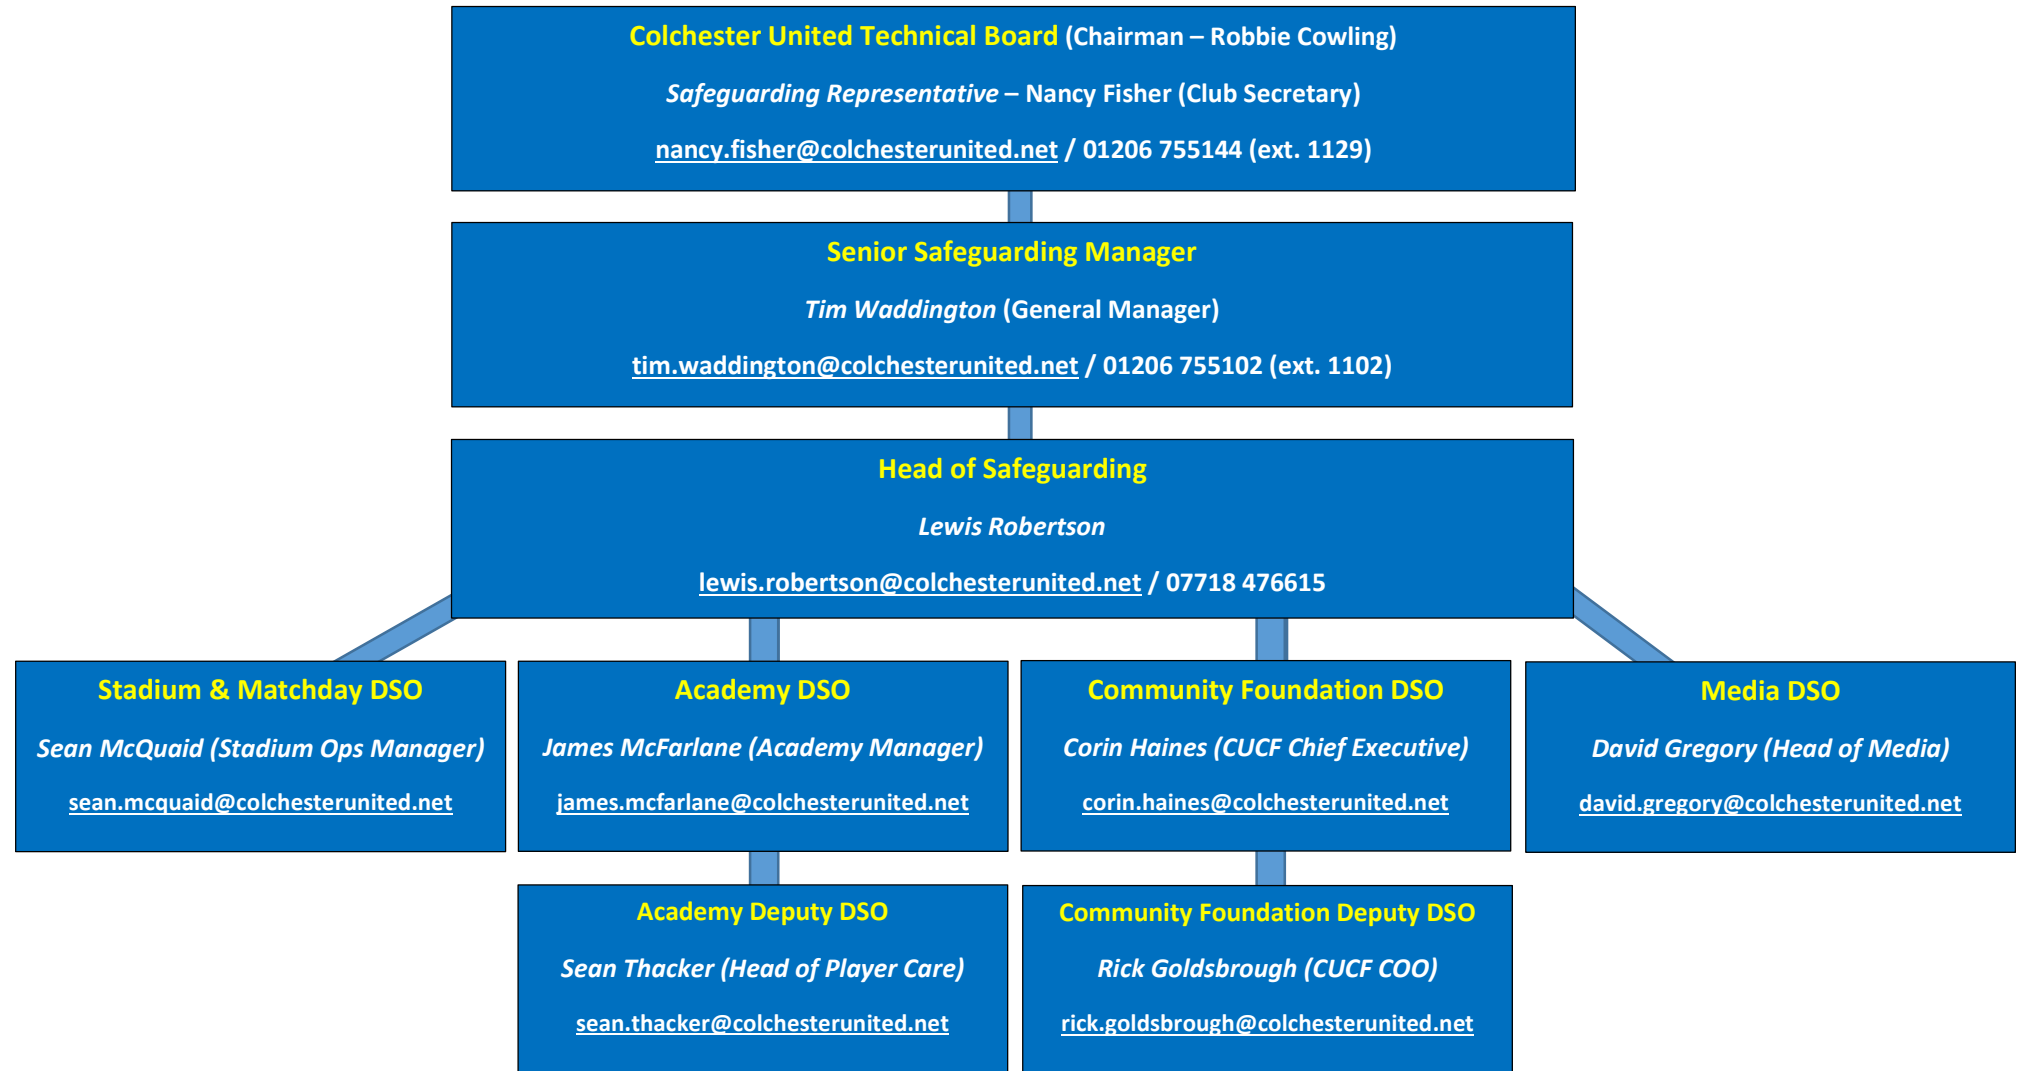 Colchester United Technical Board (Chairman – Robbie Cowling)
Safeguarding Representative – Nancy Fisher (Club Secretary)
nancy.fisher@colchesterunited.net / 01206 755144 (ext. 1129)
Senior Safeguarding Manager
Tim Waddington (General Manager)
tim.waddington@colchesterunited.net / 01206 755102 (ext. 1102)
Head of Safeguarding
Lewis Robertson
lewis.robertson@colchesterunited.net / 07718 476615
Stadium & Matchday DSO
Sean McQuaid (Stadium Ops Manager)
sean.mcquaid@colchesterunited.net
Academy DSO
James McFarlane (Academy Manager)
james.mcfarlane@colchesterunited.net
Community Foundation DSO
Corin Haines (CUCF Chief Executive)
corin.haines@colchesterunited.net
Media DSO
David Gregory (Head of Media)
david.gregory@colchesterunited.net
Academy Deputy DSO
Sean Thacker (Head of Player Care)
sean.thacker@colchesterunited.net
Community Foundation Deputy DSO
Rick Goldsbrough (CUCF COO)
rick.goldsbrough@colchesterunited.net